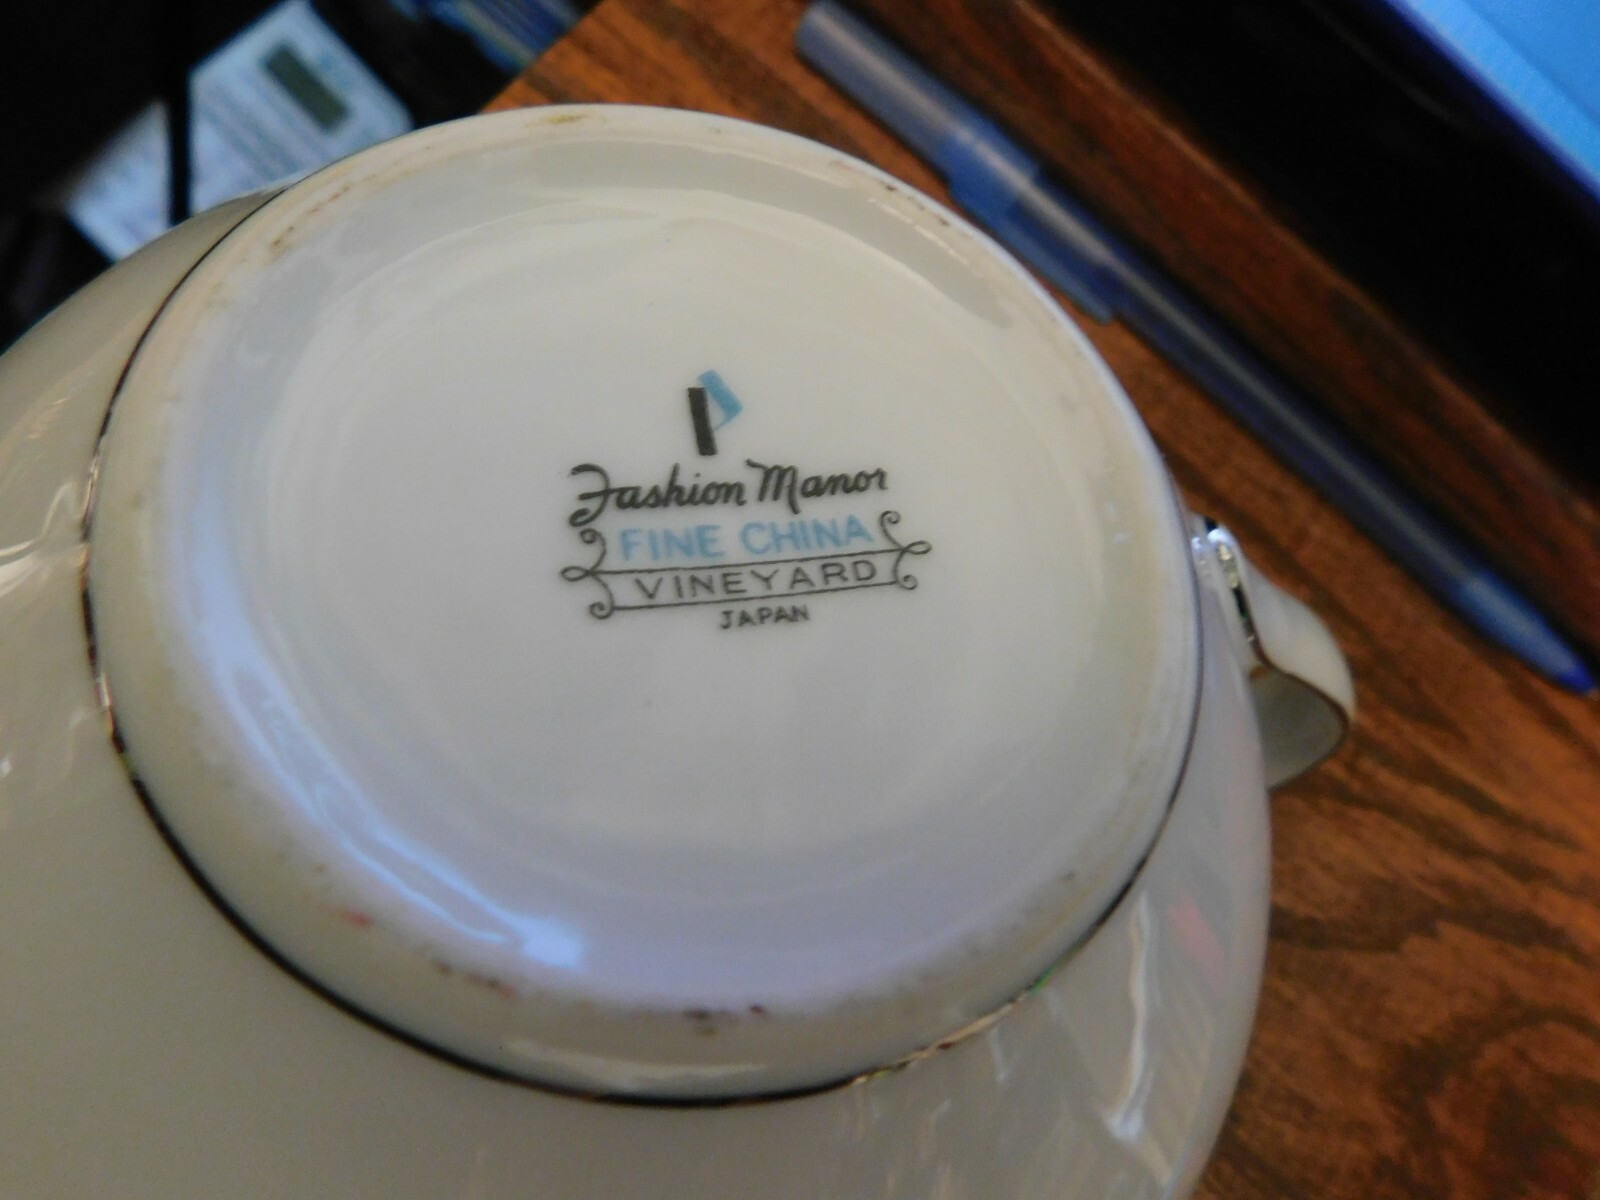 Fashion Manor
FINE CHINA
VINEYARD
JAPAN